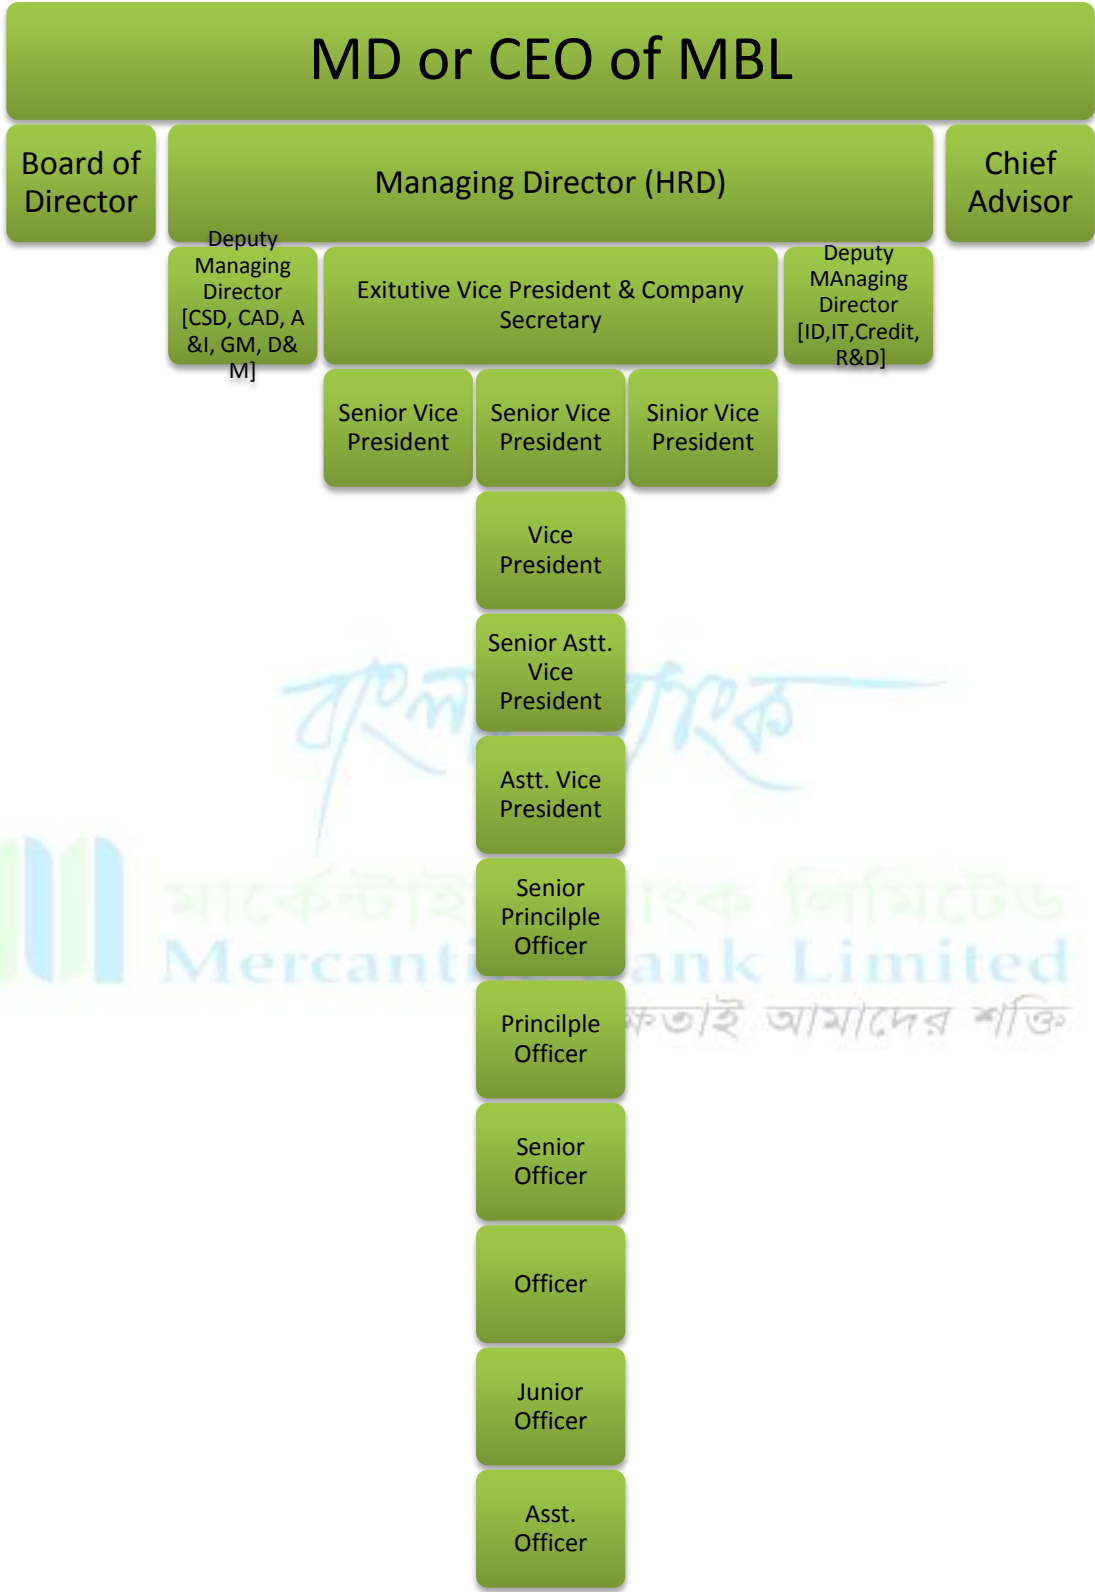 MD or CEO of MBL
Board of
Director
Managing Director (HRD)
Chief
Advisor
Deputy
Managing
Director
[CSD, CAD, A
&I, GM, D&
M]
Exitutive Vice President & Company
Secretary
Deputy
MAnaging
Director
[ID,IT,Credit,
R&D]
Senior Vice
President
Senior Vice
President
Sinior Vice
President
Vice
President
Senior Astt.
Vice
President
Astt. Vice
President
Senior
Princilple
Officer
Princilple
Officer
Senior
Officer
Officer
Junior
Officer
Asst.
Officer
লিমিটেড
Limited
আমাদের শক্তি